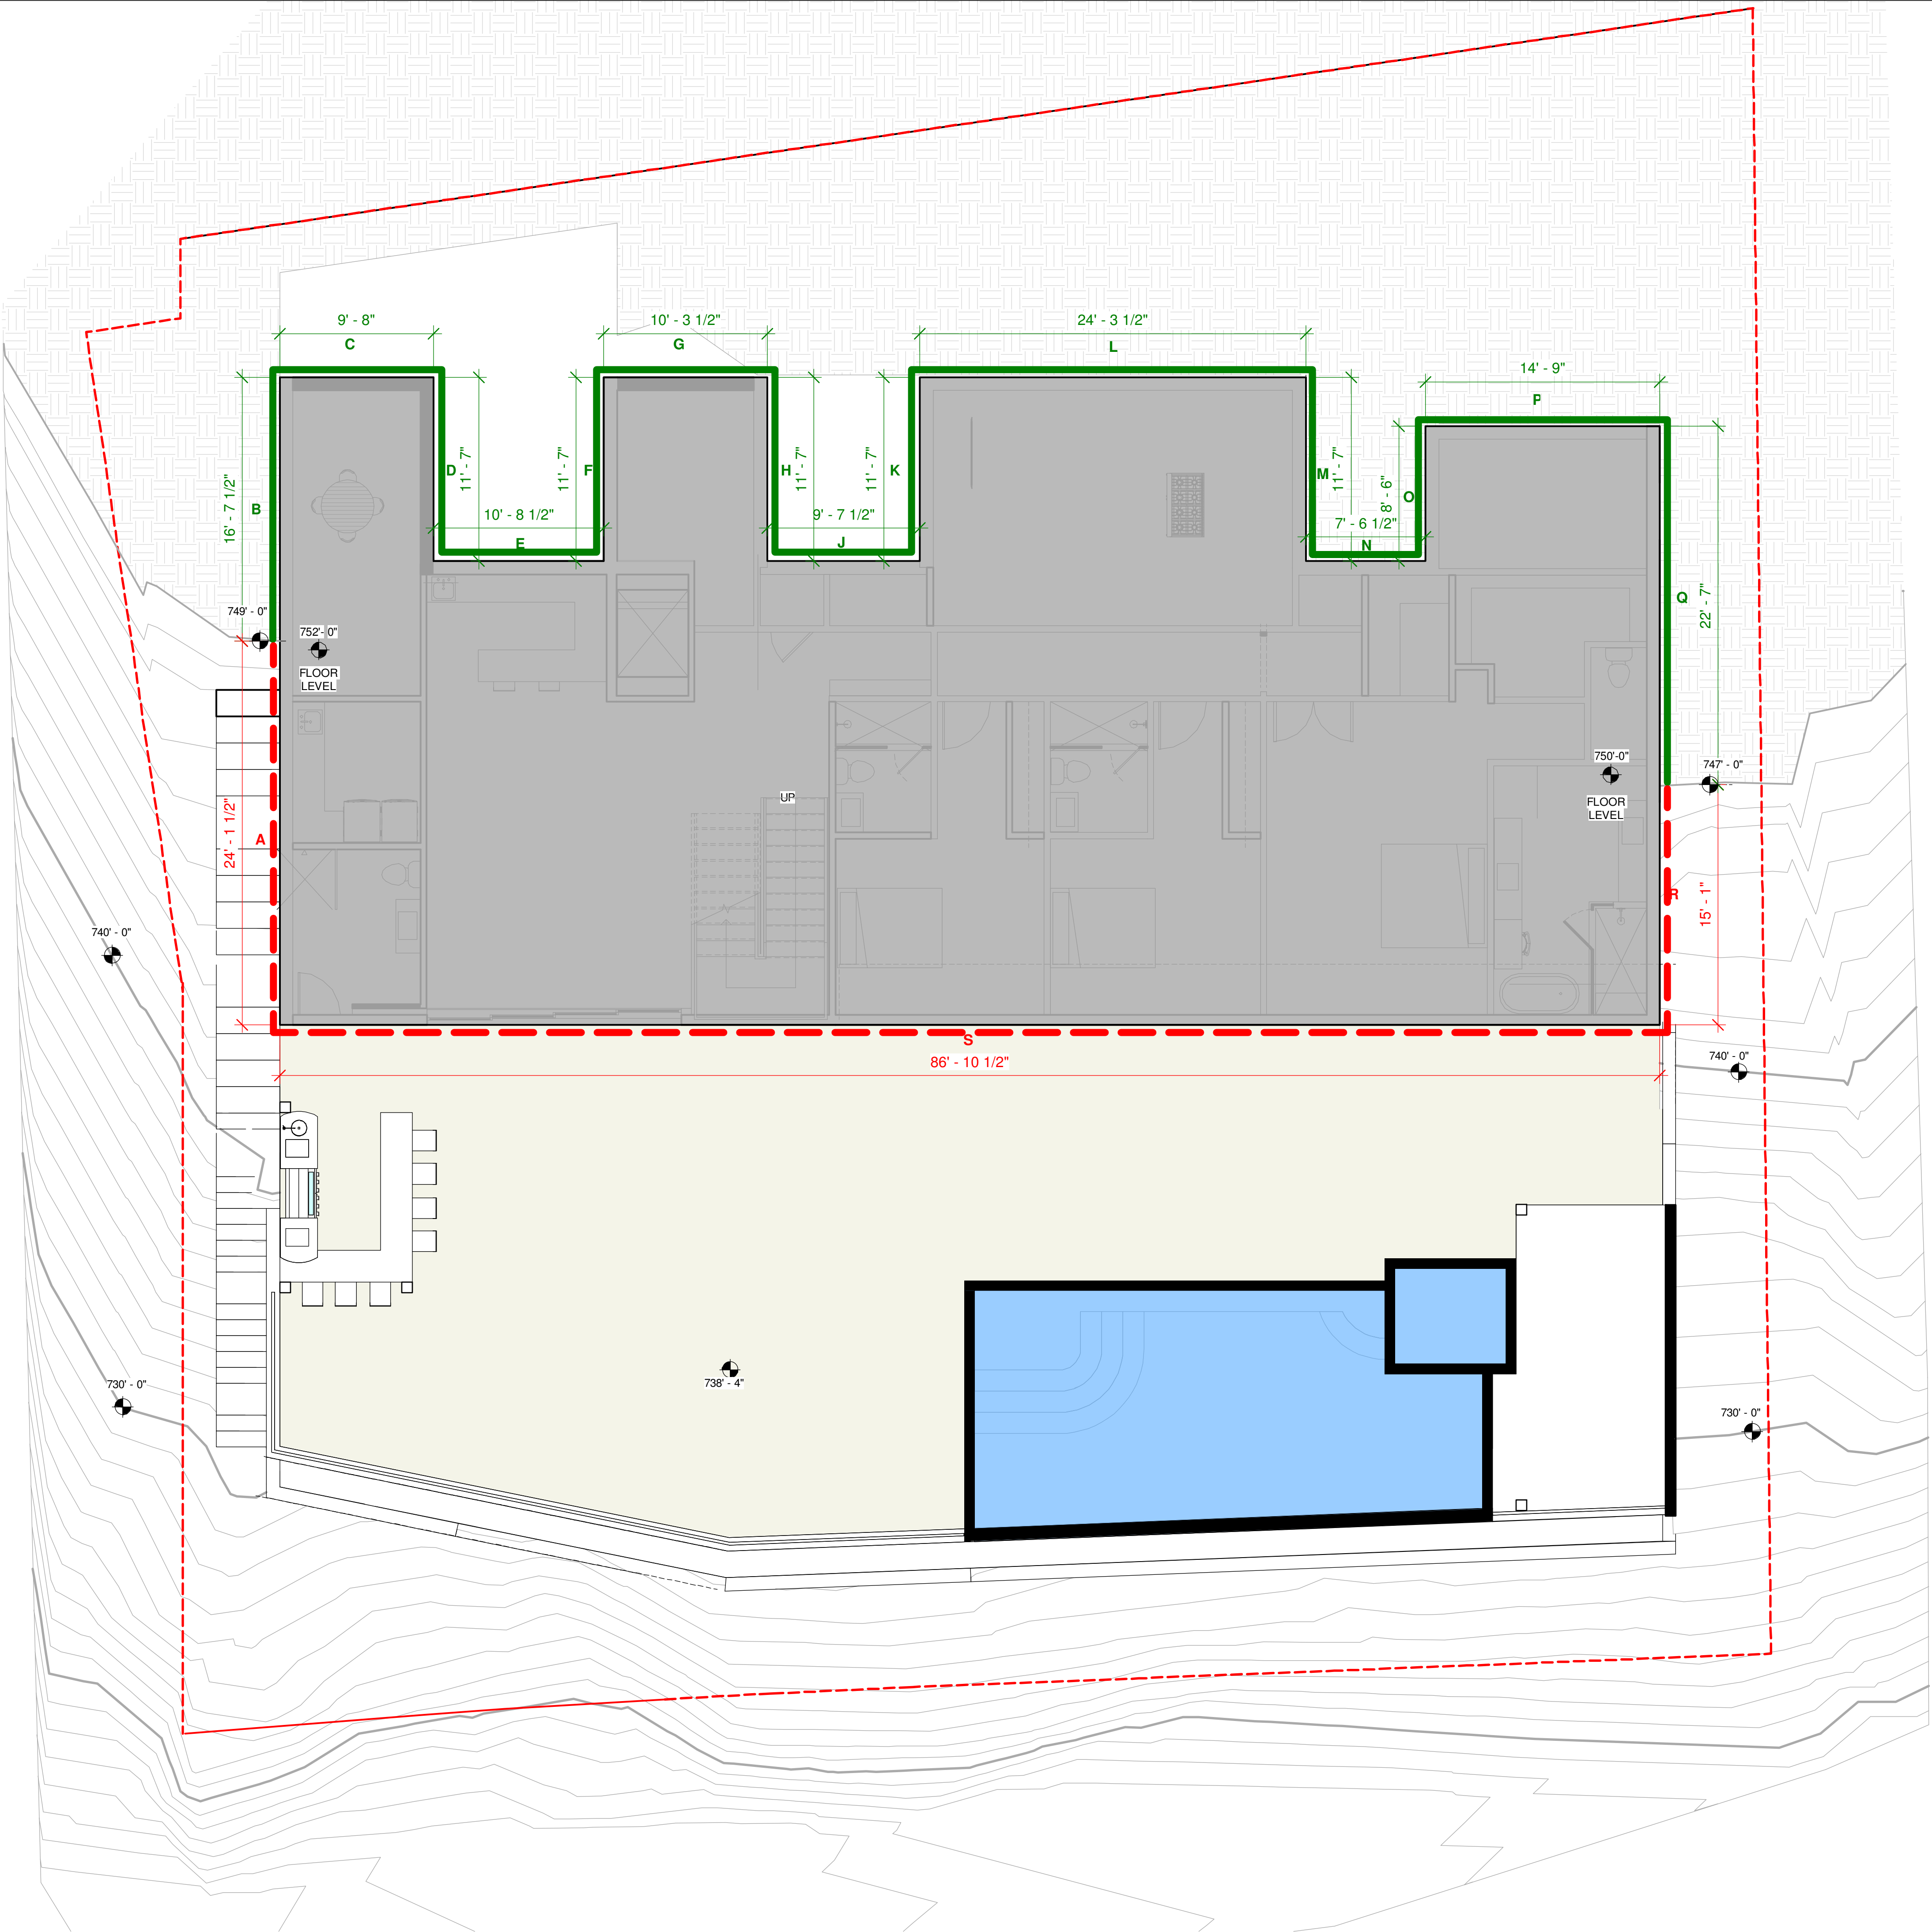 9' - 8"
10' - 3 1/2"
24' - 3 1/2"
C
G
L
14' - 9"
P
D
11' - 7"
11' - 7"
F
H
11' - 7"
11' - 7"
K
M
11' - 7"
8' - 6"
O
16' - 7 1/2"
B
10' - 8 1/2"
E
9' - 7 1/2"
J
7' - 6 1/2"
N
Q
22' - 7"
749' - 0"
752'- 0"
FLOOR
LEVEL
750'-0"
747' - 0"
FLOOR
LEVEL
UP
24' - 1 1/2"
A
R
15' - 1"
740' - 0"
S
86' - 10 1/2"
740' - 0"
738' - 4"
730' - 0"
730' - 0"